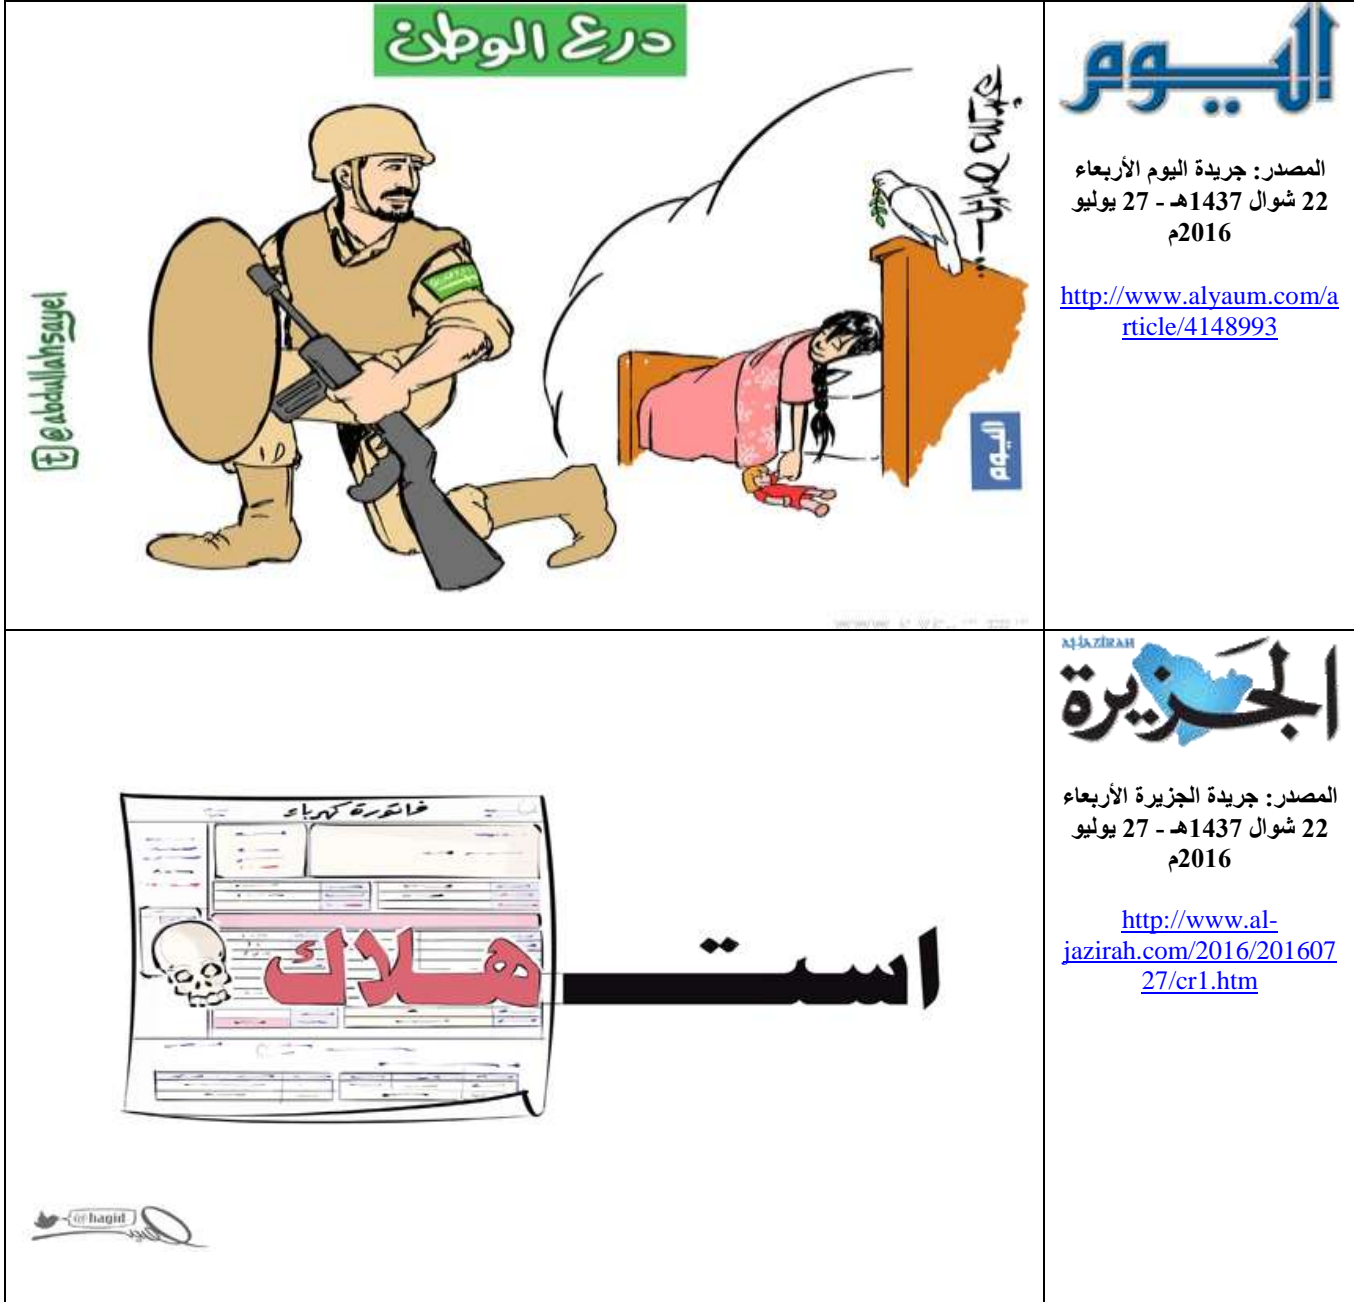 درع الوطن
عبدالله صايل
@abdullahsayel
اليوم
اليوم
المصدر: جريدة اليوم الأربعاء
22 شوال 1437هـ - 27 يوليو
2016م
http://www.alyaum.com/a
rticle/4148993
فاتورة كهرباء
استهلاك
@hagid
AL-JAZIRAH
الجزيرة
المصدر: جريدة الجزيرة الأربعاء
22 شوال 1437هـ - 27 يوليو
2016م
http://www.al-
jazirah.com/2016/201607
27/cr1.htm